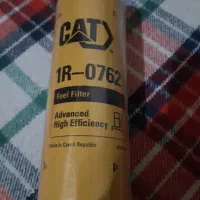 CAT
1R-0762
Fuel Filter
Advanced
High Efficiency
Made in Czech Republic